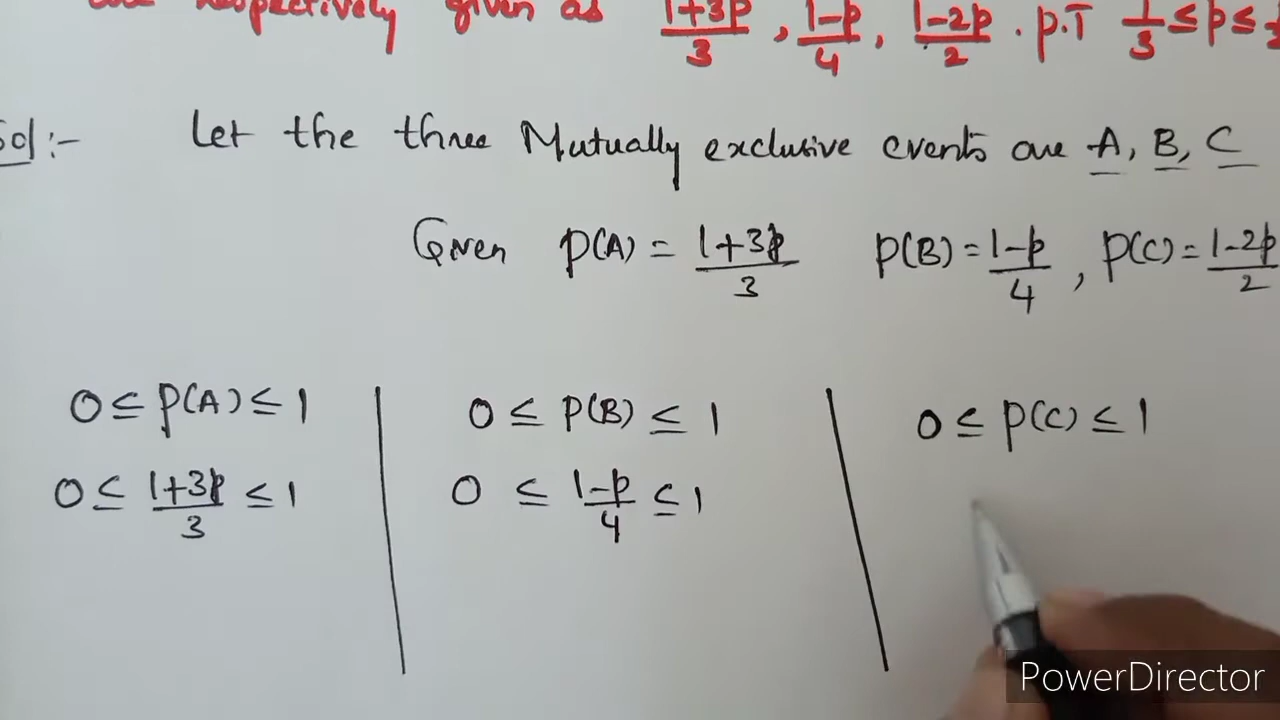 are respectively given as 1+3p/3 , 1-p/4 , 1-2p/2 . p.T 1/3 ≤ p ≤
Sol:- Let the three Mutually exclusive events are A, B, C
Given p(A) = 1+3p/3 p(B) = 1-p/4 , p(C) = 1-2p/2
0 ≤ p(A) ≤ 1
0 ≤ 1+3p/3 ≤ 1
0 ≤ p(B) ≤ 1
0 ≤ 1-p/4 ≤ 1
0 ≤ p(C) ≤ 1
PowerDirector